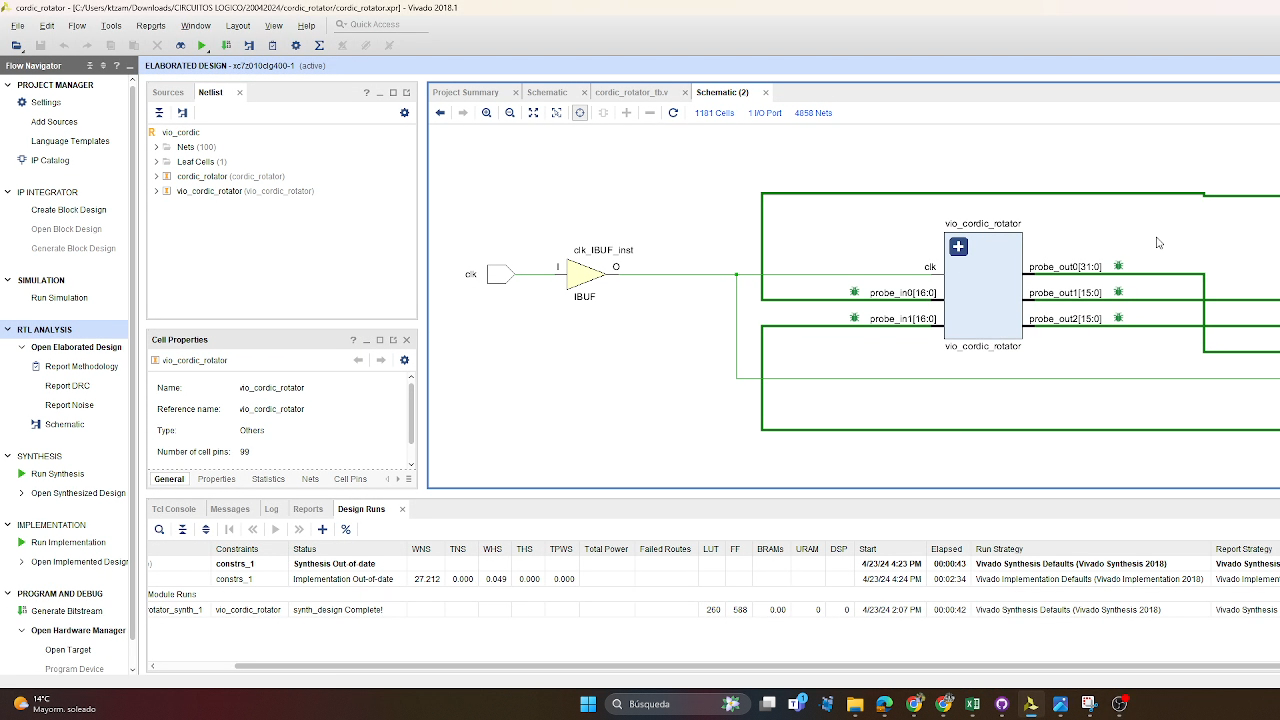 cordic_rotator - [C:/Users/ktzam/Downloads/CIRCUITOS LOGICO/20042024/cordic_rotator/cordic_rotator.xpr] - Vivado 2018.1
File Edit Flow Tools Reports Window Layout View Help Quick Access
Flow Navigator
ELABORATED DESIGN - xc7z010clg400-1 (active)
PROJECT MANAGER
Settings
Add Sources
Language Templates
IP Catalog
IP INTEGRATOR
Create Block Design
Open Block Design
Generate Block Design
SIMULATION
Run Simulation
RTL ANALYSIS
Open Elaborated Design
Report Methodology
Report DRC
Report Noise
Schematic
SYNTHESIS
Run Synthesis
Open Synthesized Design
IMPLEMENTATION
Run Implementation
Open Implemented Design
PROGRAM AND DEBUG
Generate Bitstream
Open Hardware Manager
Open Target
Program Device
Sources Netlist
vio_cordic
Nets (100)
Leaf Cells (1)
cordic_rotator (cordic_rotator)
vio_cordic_rotator (vio_cordic_rotator)
Cell Properties
vio_cordic_rotator
Name: vio_cordic_rotator
Reference name: vio_cordic_rotator
Type: Others
Number of cell pins: 99
General Properties Statistics Nets Cell Pins
Project Summary Schematic cordic_rotator_tb.v Schematic (2)
1181 Cells 1 I/O Port 4858 Nets
vio_cordic_rotator
clk_IBUF_inst
clk I O clk probe_out0[31:0]
IBUF probe_in0[16:0] probe_out1[15:0]
probe_in1[16:0] probe_out2[15:0]
vio_cordic_rotator
Tcl Console Messages Log Reports Design Runs
Constraints Status WNS TNS WHS THS TPWS Total Power Failed Routes LUT FF BRAMs URAM DSP Start Elapsed Run Strategy Report Strategy
constrs_1 Synthesis Out-of-date 4/23/24 4:23 PM 00:00:43 Vivado Synthesis Defaults (Vivado Synthesis 2018) Vivado Synthesis
constrs_1 Implementation Out-of-date 27.212 0.000 0.049 0.000 0.000 4/23/24 4:24 PM 00:02:34 Vivado Implementation Defaults (Vivado Implementation 2018) Vivado Impleme
Module Runs
otator_synth_1 vio_cordic_rotator synth_design Complete! 260 588 0.00 0 0 4/23/24 2:07 PM 00:00:42 Vivado Synthesis Defaults (Vivado Synthesis 2018) Vivado Synthesis
14°C
Mayorm. soleado
Búsqueda